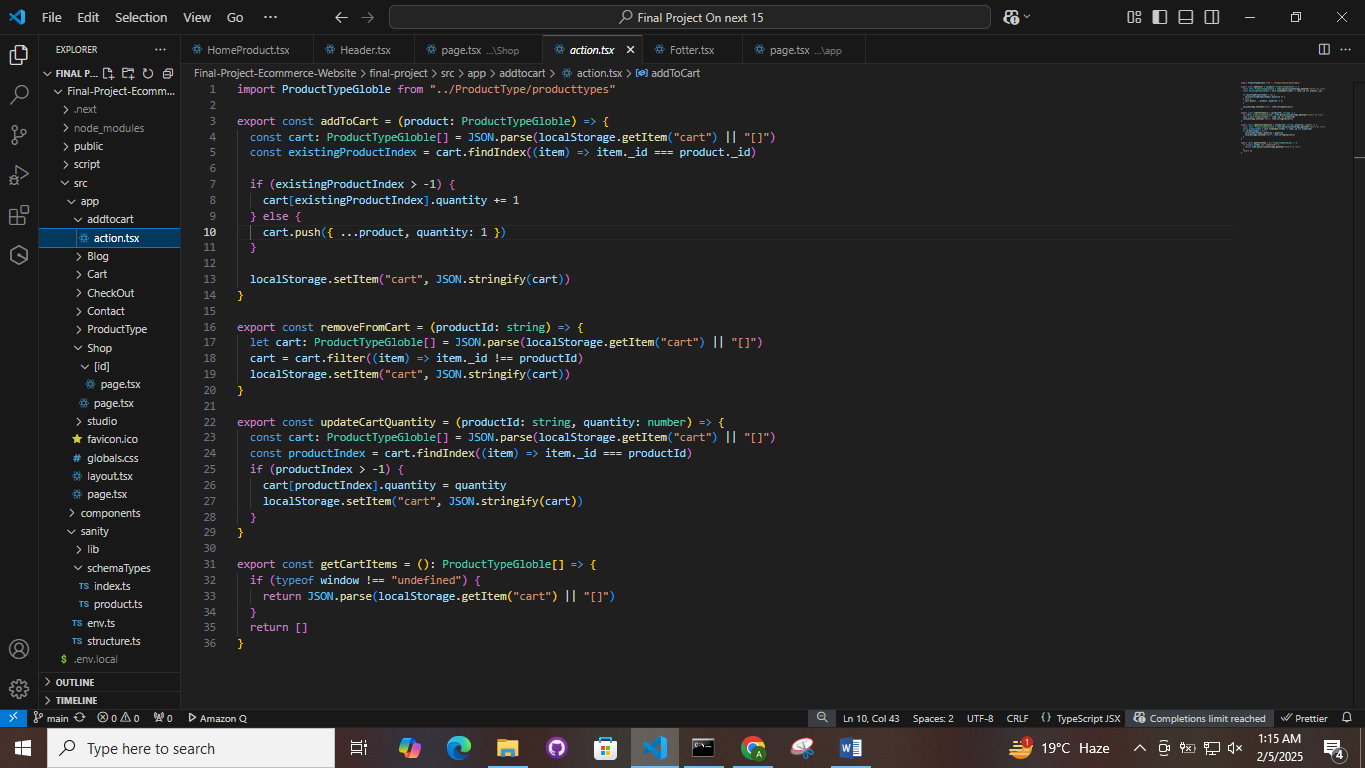 File Edit Selection View Go ··· Final Project On next 15
EXPLORER ···
HomeProduct.tsx Header.tsx page.tsx ...\Shop action.tsx Fotter.tsx page.tsx ...\app
FINAL P...
Final-Project-Ecommerce-Website > final-project > src > app > addtocart > action.tsx > addToCart
Final-Project-Ecomm...
.next
node_modules
public
script
src
app
addtocart
action.tsx
Blog
Cart
CheckOut
Contact
ProductType
Shop
[id]
page.tsx
page.tsx
studio
favicon.ico
globals.css
layout.tsx
page.tsx
components
sanity
lib
schemaTypes
TS index.ts
TS product.ts
TS env.ts
TS structure.ts
$ .env.local
OUTLINE
TIMELINE
1 import ProductTypeGloble from "../ProductType/producttypes"
2
3 export const addToCart = (product: ProductTypeGloble) => {
4 const cart: ProductTypeGloble[] = JSON.parse(localStorage.getItem("cart") || "[]")
5 const existingProductIndex = cart.findIndex((item) => item._id === product._id)
6
7 if (existingProductIndex > -1) {
8 cart[existingProductIndex].quantity += 1
9 } else {
10 cart.push({ ...product, quantity: 1 })
11 }
12
13 localStorage.setItem("cart", JSON.stringify(cart))
14 }
15
16 export const removeFromCart = (productId: string) => {
17 let cart: ProductTypeGloble[] = JSON.parse(localStorage.getItem("cart") || "[]")
18 cart = cart.filter((item) => item._id !== productId)
19 localStorage.setItem("cart", JSON.stringify(cart))
20 }
21
22 export const updateCartQuantity = (productId: string, quantity: number) => {
23 const cart: ProductTypeGloble[] = JSON.parse(localStorage.getItem("cart") || "[]")
24 const productIndex = cart.findIndex((item) => item._id === productId)
25 if (productIndex > -1) {
26 cart[productIndex].quantity = quantity
27 localStorage.setItem("cart", JSON.stringify(cart))
28 }
29 }
30
31 export const getCartItems = (): ProductTypeGloble[] => {
32 if (typeof window !== "undefined") {
33 return JSON.parse(localStorage.getItem("cart") || "[]")
34 }
35 return []
36 }
main 0 0 0 Amazon Q Ln 10, Col 43 Spaces: 2 UTF-8 CRLF {} TypeScript JSX Completions limit reached Prettier
Type here to search 19°C Haze 1:15 AM
2/5/2025
1
4